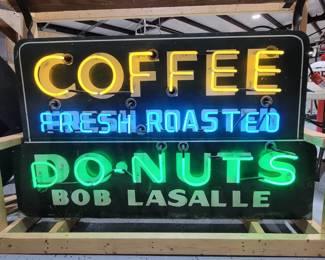 COFFEE
FRESH ROASTED
DO-NUTS
BOB LASALLE